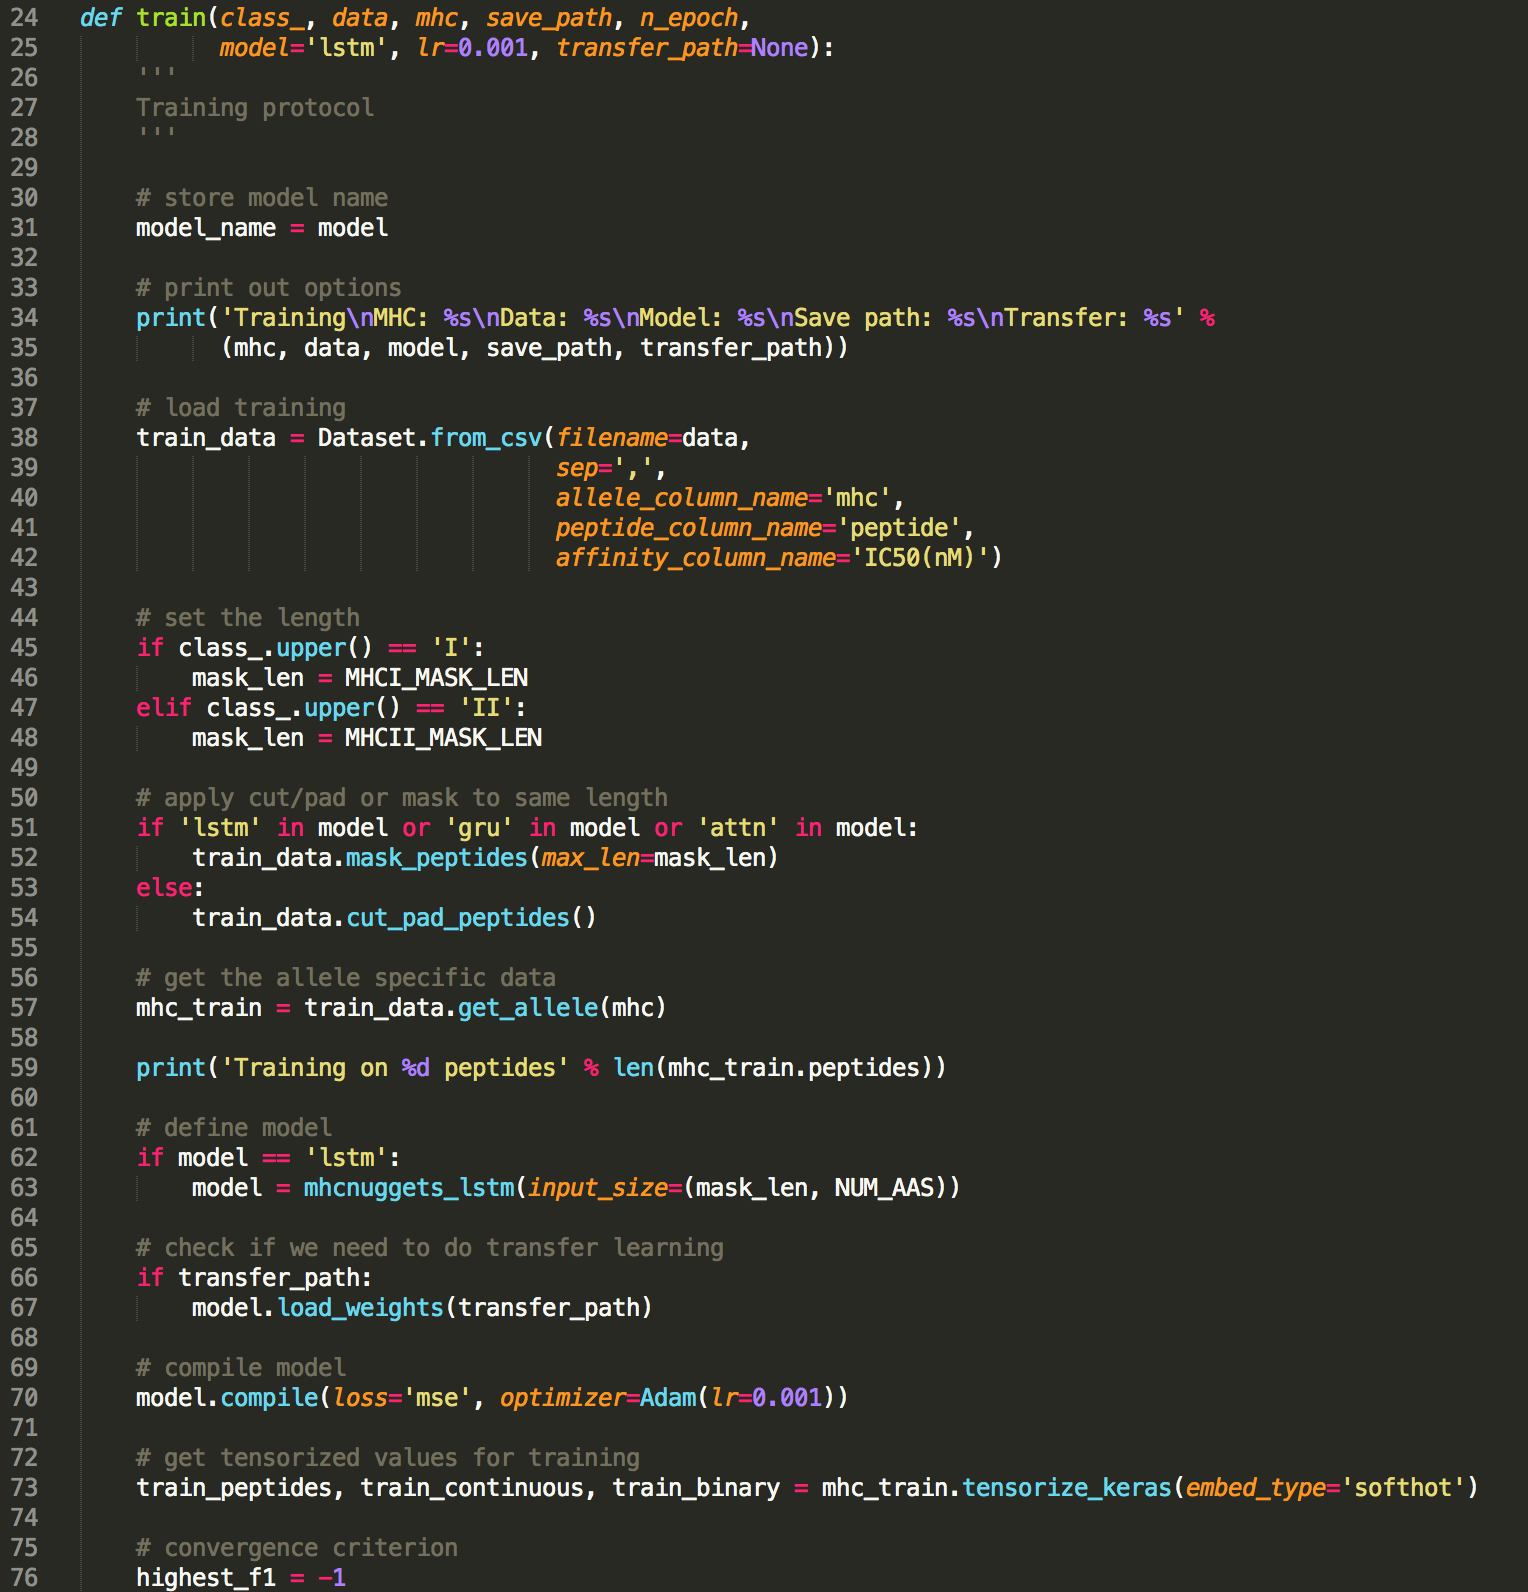 24 def train(class_, data, mhc, save_path, n_epoch,
25           model='lstm', lr=0.001, transfer_path=None):
26     '''
27     Training protocol
28     '''
29
30     # store model name
31     model_name = model
32
33     # print out options
34     print('Training\nMHC: %s\nData: %s\nModel: %s\nSave path: %s\nTransfer: %s' %
35           (mhc, data, model, save_path, transfer_path))
36
37     # load training
38     train_data = Dataset.from_csv(filename=data,
39                                   sep=',',
40                                   allele_column_name='mhc',
41                                   peptide_column_name='peptide',
42                                   affinity_column_name='IC50(nM)')
43
44     # set the length
45     if class_.upper() == 'I':
46         mask_len = MHCI_MASK_LEN
47     elif class_.upper() == 'II':
48         mask_len = MHCII_MASK_LEN
49
50     # apply cut/pad or mask to same length
51     if 'lstm' in model or 'gru' in model or 'attn' in model:
52         train_data.mask_peptides(max_len=mask_len)
53     else:
54         train_data.cut_pad_peptides()
55
56     # get the allele specific data
57     mhc_train = train_data.get_allele(mhc)
58
59     print('Training on %d peptides' % len(mhc_train.peptides))
60
61     # define model
62     if model == 'lstm':
63         model = mhcnuggets_lstm(input_size=(mask_len, NUM_AAS))
64
65     # check if we need to do transfer learning
66     if transfer_path:
67         model.load_weights(transfer_path)
68
69     # compile model
70     model.compile(loss='mse', optimizer=Adam(lr=0.001))
71
72     # get tensorized values for training
73     train_peptides, train_continuous, train_binary = mhc_train.tensorize_keras(embed_type='softhot')
74
75     # convergence criterion
76     highest_f1 = -1